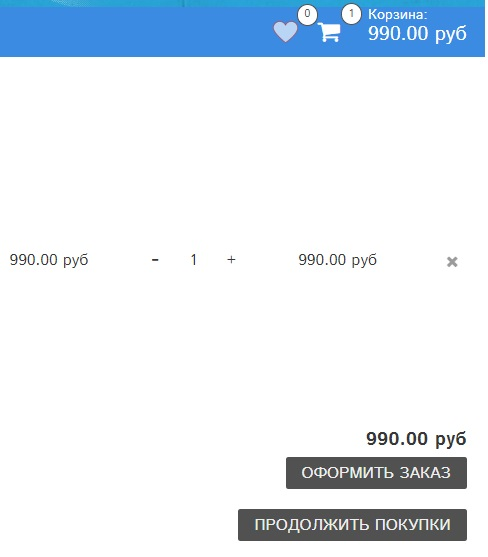 0
1
Корзина:
990.00 руб
990.00 руб - 1 + 990.00 руб ×
990.00 руб
ОФОРМИТЬ ЗАКАЗ
ПРОДОЛЖИТЬ ПОКУПКИ